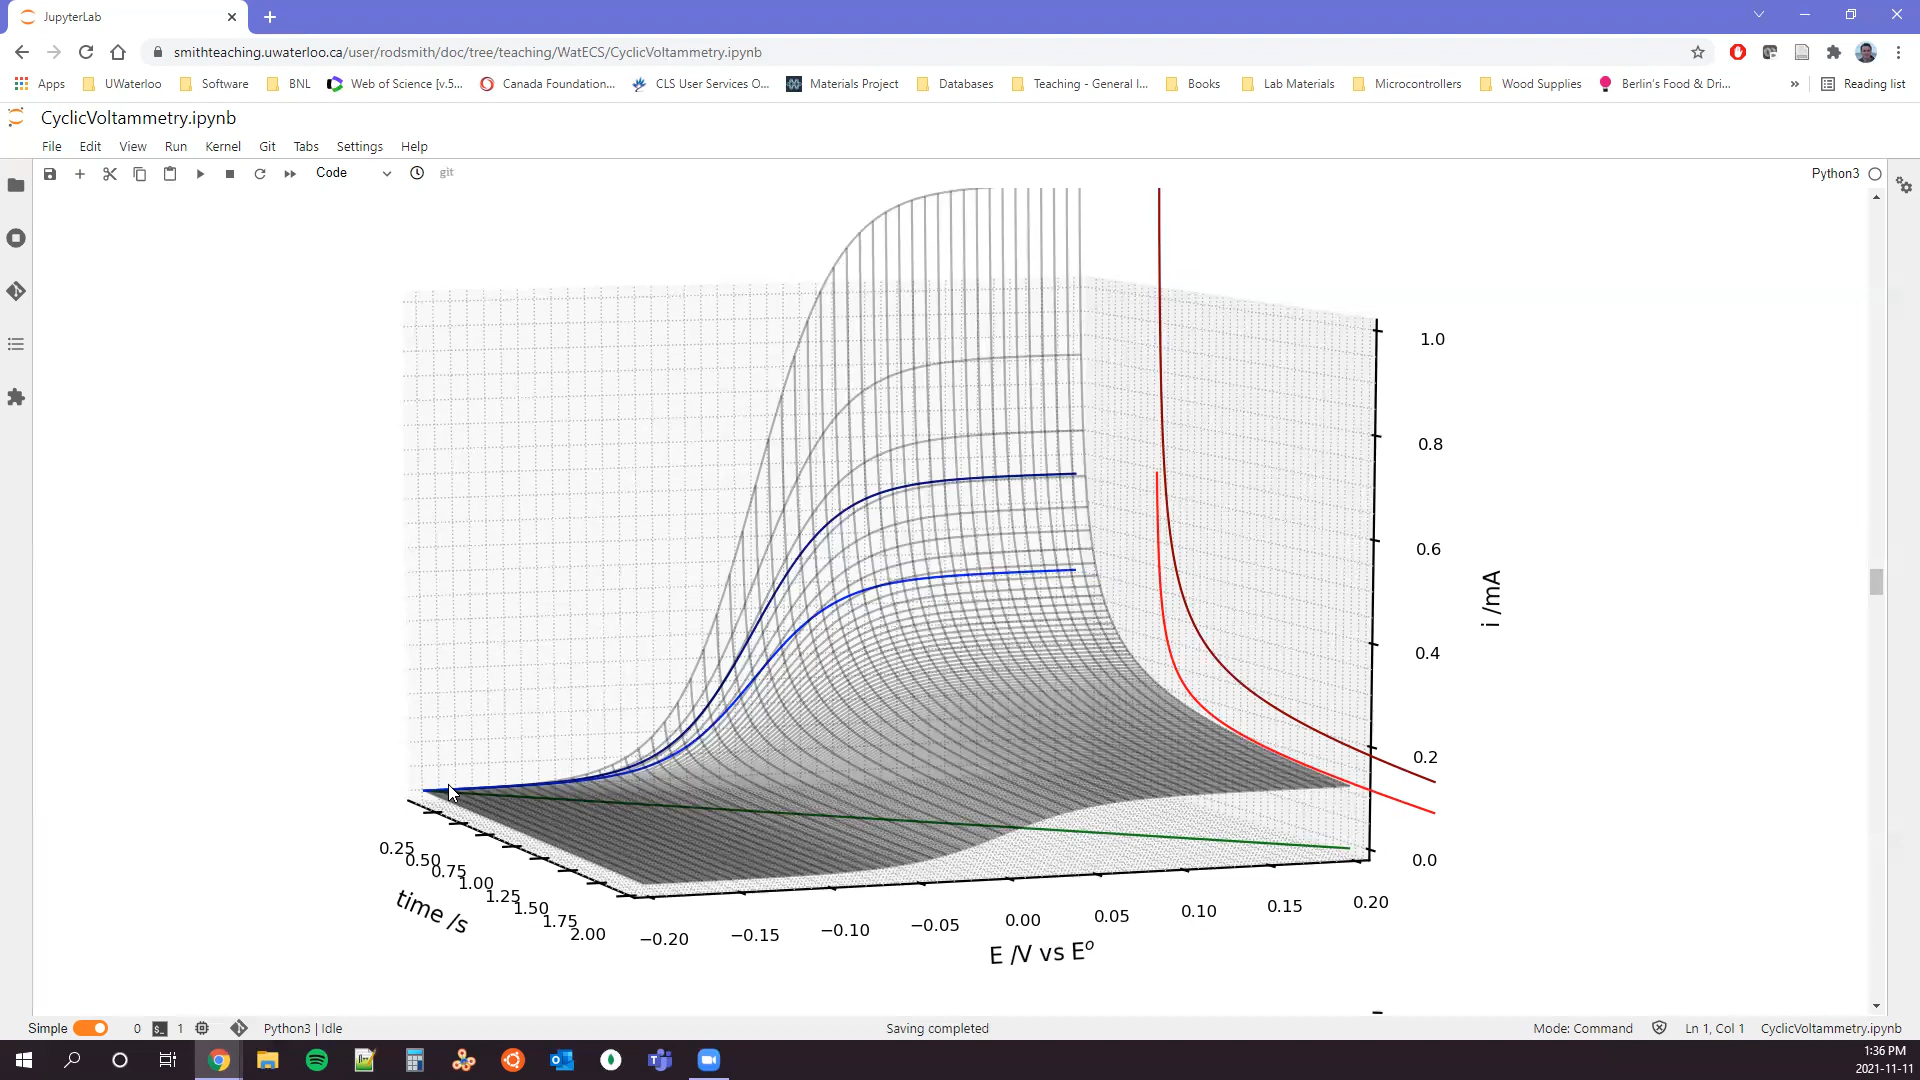 JupyterLab
smithteaching.uwaterloo.ca/user/rodsmith/doc/tree/teaching/WatECS/CyclicVoltammetry.ipynb
Apps UWaterloo Software BNL Web of Science [v.5... Canada Foundation... CLS User Services O... Materials Project Databases Teaching - General I... Books Lab Materials Microcontrollers Wood Supplies Berlin's Food & Dri... » Reading list
CyclicVoltammetry.ipynb
File Edit View Run Kernel Git Tabs Settings Help
Code git Python3
1.0
0.8
0.6
i /mA
0.4
0.2
0.0
0.25
0.50
0.75
1.00
1.25
1.50
1.75
2.00
time /s
−0.20 −0.15 −0.10 −0.05 0.00 0.05 0.10 0.15 0.20
E /V vs Eº
Simple 0 1 Python3 | Idle Saving completed Mode: Command Ln 1, Col 1 CyclicVoltammetry.ipynb
1:36 PM
2021-11-11